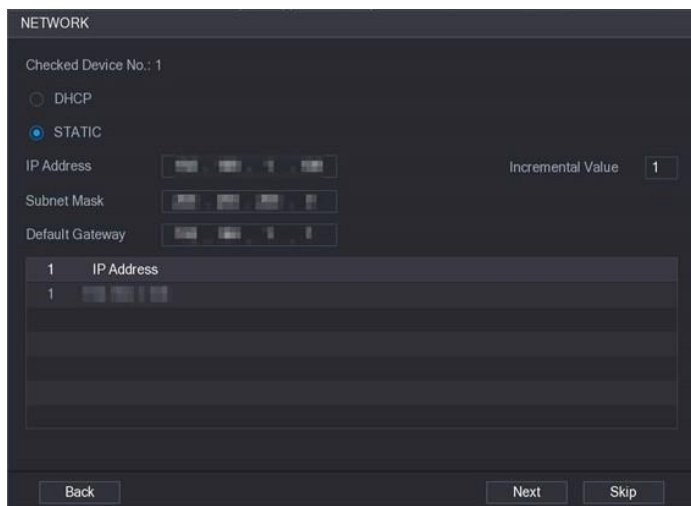 NETWORK
Checked Device No.: 1
DHCP
STATIC
IP Address
Incremental Value 1
Subnet Mask
Default Gateway
1 IP Address
1
Back Next Skip